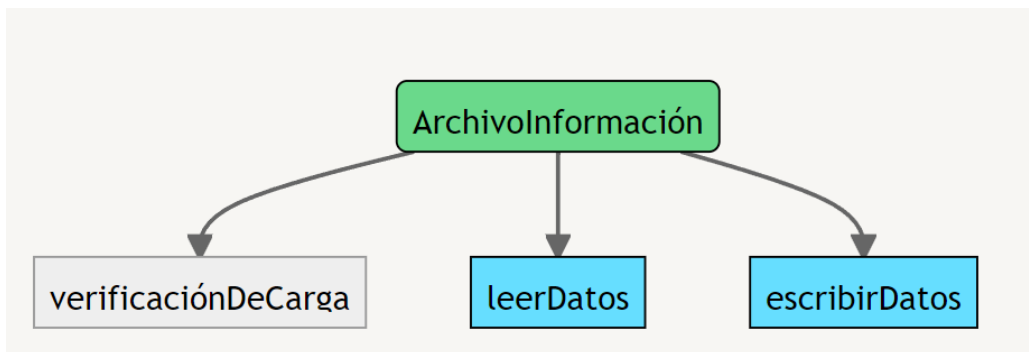 ArchivoInformación
verificaciónDeCarga
leerDatos
escribirDatos